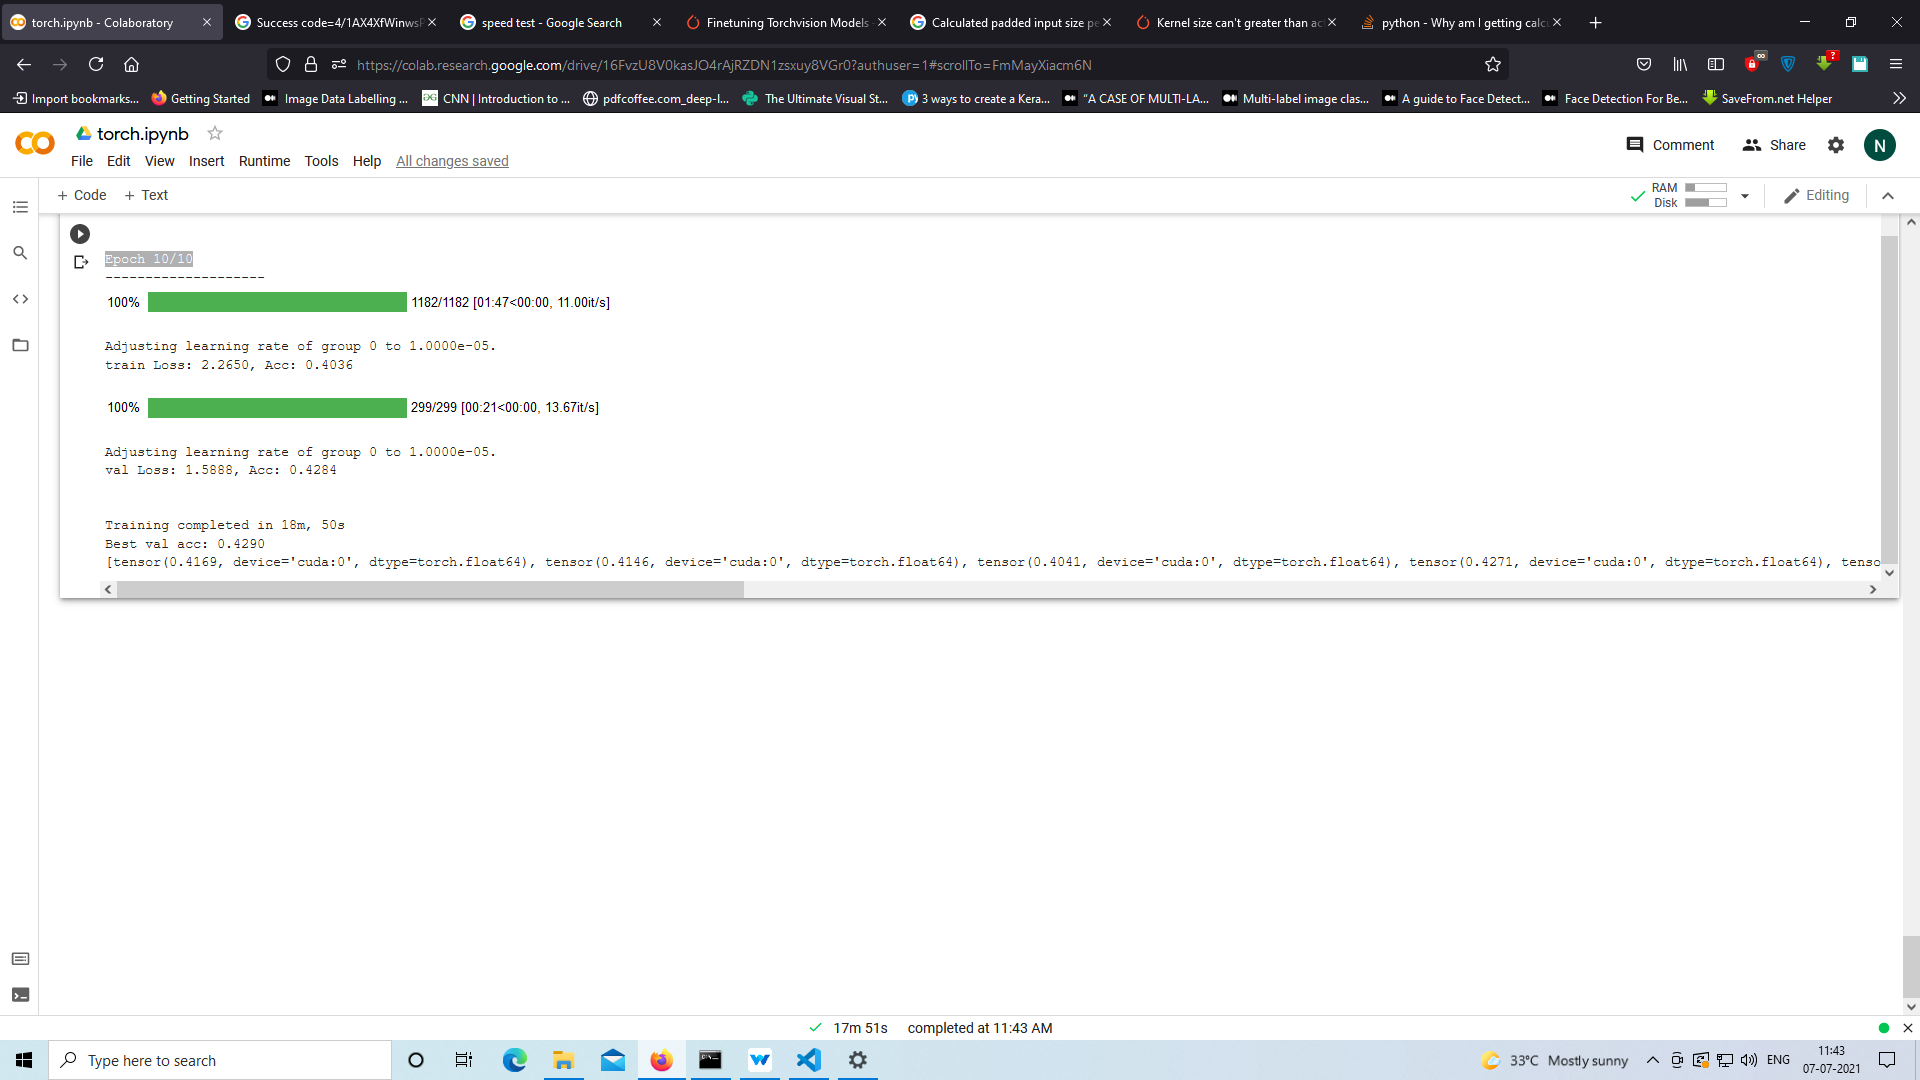 torch.ipynb - Colaboratory
Success code=4/1AX4XfWinwsF
speed test - Google Search
Finetuning Torchvision Models -
Calculated padded input size pe
Kernel size can't greater than ac
python - Why am I getting calcu
https://colab.research.google.com/drive/16FvzU8V0kasJO4rAjRZDN1zsxuy8VGr0?authuser=1#scrollTo=FmMayXiacm6N
Import bookmarks...
Getting Started
Image Data Labelling ...
CNN | Introduction to ...
pdfcoffee.com_deep-l...
The Ultimate Visual St...
3 ways to create a Kera...
“A CASE OF MULTI-LA...
Multi-label image clas...
A guide to Face Detect...
Face Detection For Be...
SaveFrom.net Helper
torch.ipynb
Comment
Share
N
File Edit View Insert Runtime Tools Help All changes saved
+ Code + Text
RAM
Disk
Editing
Epoch 10/10
--------------------
100% 1182/1182 [01:47<00:00, 11.00it/s]
Adjusting learning rate of group 0 to 1.0000e-05.
train Loss: 2.2650, Acc: 0.4036
100% 299/299 [00:21<00:00, 13.67it/s]
Adjusting learning rate of group 0 to 1.0000e-05.
val Loss: 1.5888, Acc: 0.4284
Training completed in 18m, 50s
Best val acc: 0.4290
[tensor(0.4169, device='cuda:0', dtype=torch.float64), tensor(0.4146, device='cuda:0', dtype=torch.float64), tensor(0.4041, device='cuda:0', dtype=torch.float64), tensor(0.4271, device='cuda:0', dtype=torch.float64), tenso
17m 51s completed at 11:43 AM
Type here to search
33°C Mostly sunny
ENG
11:43
07-07-2021